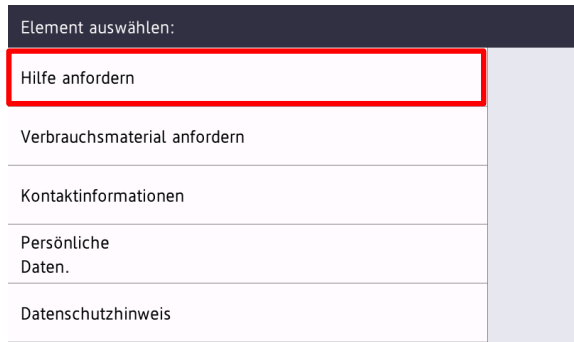 Element auswählen:
Hilfe anfordern
Verbrauchsmaterial anfordern
Kontaktinformationen
Persönliche
Daten.
Datenschutzhinweis